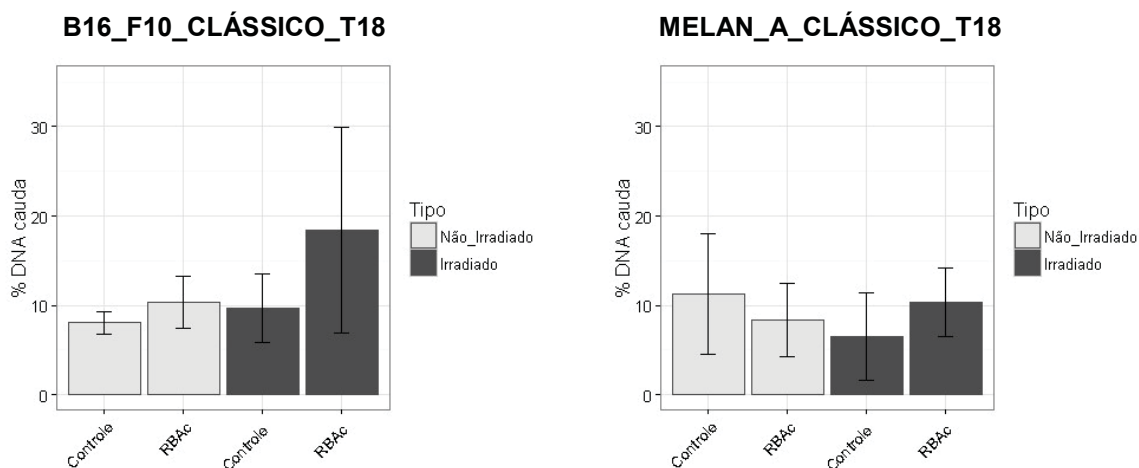 B16_F10_CLÁSSICO_T18
30
20
10
0
% DNA cauda
Controle
RBAc
Controle
RBAc
Tipo
Não_Irradiado
Irradiado
MELAN_A_CLÁSSICO_T18
30
20
10
0
% DNA cauda
Controle
RBAc
Controle
RBAc
Tipo
Não_Irradiado
Irradiado